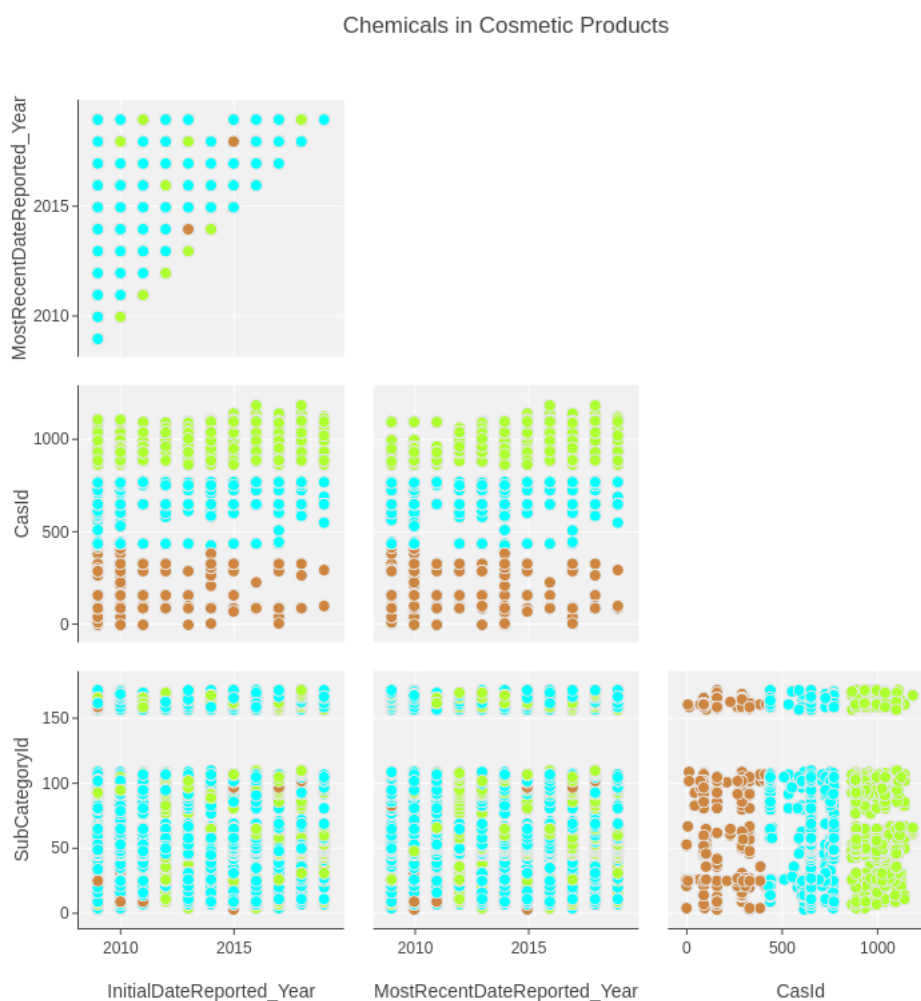 Chemicals in Cosmetic Products
MostRecentDateReported_Year
2015
2010
CasId
1000
500
0
SubCategoryId
150
100
50
0
2010
2015
2010
2015
0
500
1000
InitialDateReported_Year
MostRecentDateReported_Year
CasId